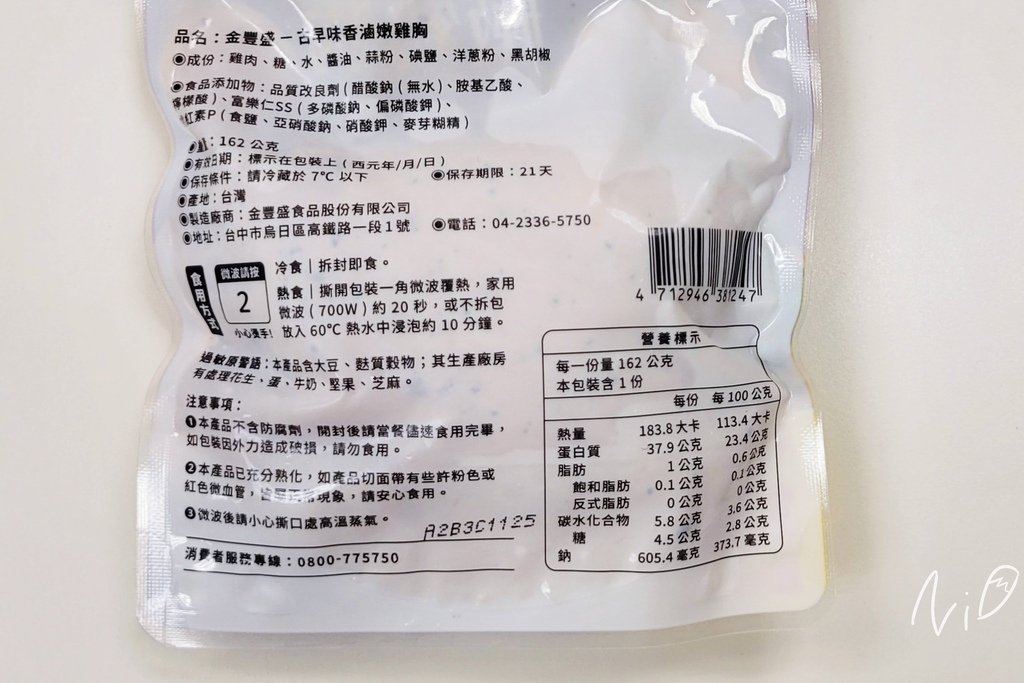 品名：金豐盛－古早味香滷嫩雞胸
◉成份：雞肉、糖、水、醬油、蒜粉、碘鹽、洋蔥粉、黑胡椒
◉食品添加物：品質改良劑（醋酸鈉（無水）、胺基乙酸、
檸檬酸）、富樂仁SS（多磷酸鈉、偏磷酸鉀）、
紅素P（食鹽、亞硝酸鈉、硝酸鉀、麥芽糊精）
162 公克
◉有效日期：標示在包裝上（西元年/月/日）
◉保存條件：請冷藏於 7°C 以下 ◉保存期限：21天
◉產地：台灣
◉製造廠商：金豐盛食品股份有限公司
◉地址：台中市烏日區高鐵路一段1號 ◉電話：04-2336-5750
食用方式
微波請按
2
小心燙手!
冷食｜拆封即食。
熱食｜撕開包裝一角微波覆熱，家用
微波（700W）約 20 秒，或不拆包
放入 60°C 熱水中浸泡約 10 分鐘。
過敏原警語：本產品含大豆、麩質穀物；其生產廠房
有處理花生、蛋、牛奶、堅果、芝麻。
注意事項：
❶本產品不含防腐劑，開封後請當餐儘速食用完畢，
如包裝因外力造成破損，請勿食用。
❷本產品已充分熟化，如產品切面帶有些許粉色或
紅色微血管，現象，請安心食用。
❸微波後請小心撕口處高溫蒸氣。
A2B3C1125
消費者服務專線：0800-775750
4 712946 381247
營養標示
每一份量 162 公克
本包裝含 1 份
每份 每 100 公克
熱量 183.8 大卡 113.4 大卡
蛋白質 37.9 公克 23.4 公克
脂肪 1 公克 0.6 公克
飽和脂肪 0.1 公克 0.1 公克
反式脂肪 0 公克 0 公克
碳水化合物 5.8 公克 3.6 公克
糖 4.5 公克 2.8 公克
鈉 605.4 毫克 373.7 毫克